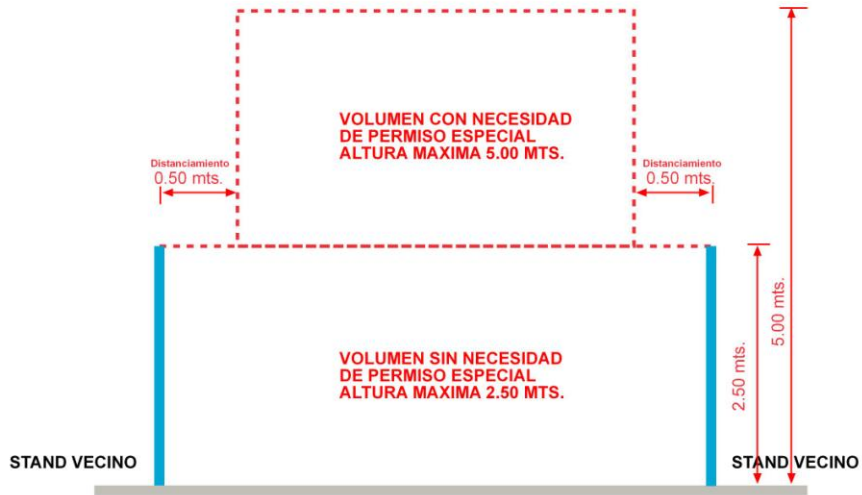 VOLUMEN CON NECESIDAD
DE PERMISO ESPECIAL
ALTURA MAXIMA 5.00 MTS.
Distanciamiento
0.50 mts.
Distanciamiento
0.50 mts.
5.00 mts.
2.50 mts.
VOLUMEN SIN NECESIDAD
DE PERMISO ESPECIAL
ALTURA MAXIMA 2.50 MTS.
STAND VECINO
STAND VECINO